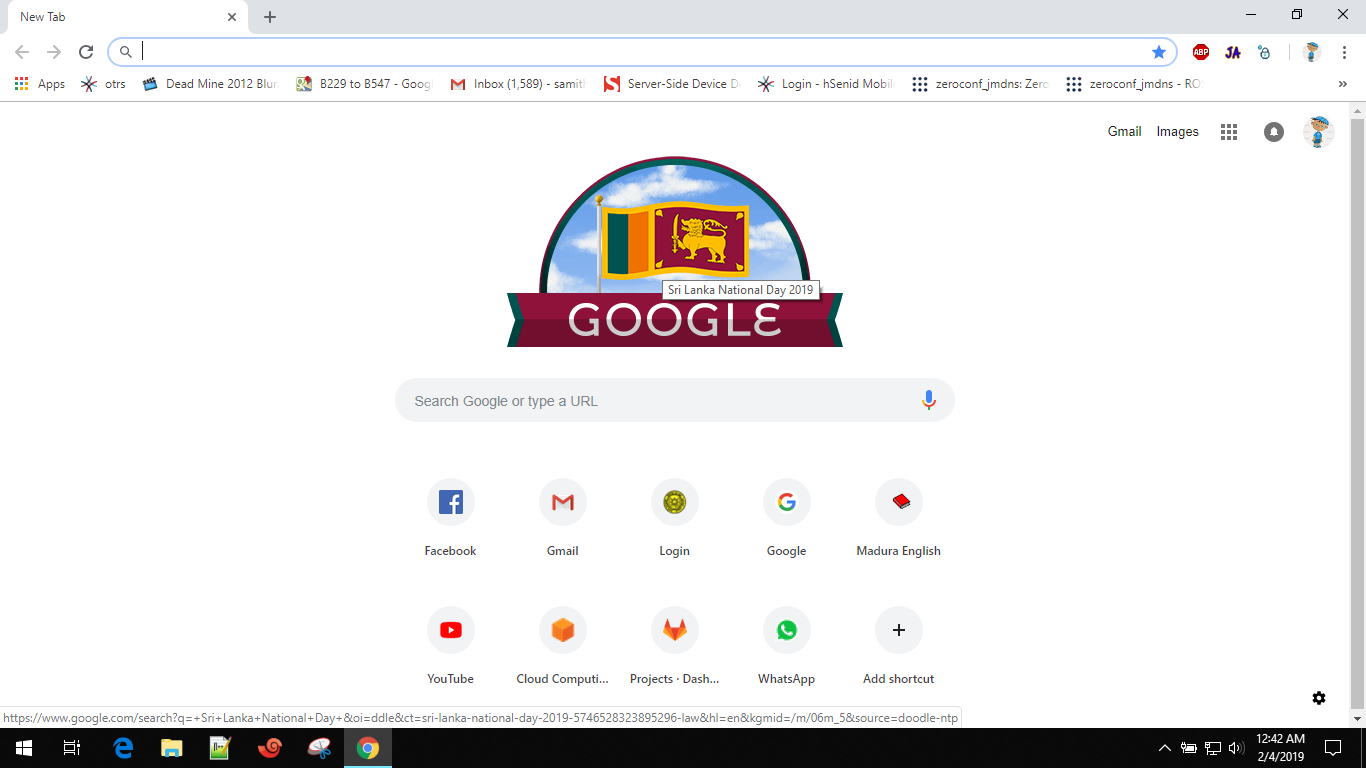 New Tab
ABP JA
Apps otrs Dead Mine 2012 Blur B229 to B547 - Goog Inbox (1,589) - samith Server-Side Device D Login - hSenid Mobil zeroconf_jmdns: Zero zeroconf_jmdns - RO »
Gmail Images
Sri Lanka National Day 2019
GOOGLE
Search Google or type a URL
Facebook Gmail Login Google Madura English
YouTube Cloud Computi... Projects · Dash... WhatsApp Add shortcut
https://www.google.com/search?q=+Sri+Lanka+National+Day+&oi=ddle&ct=sri-lanka-national-day-2019-5746528323895296-law&hl=en&kgmid=/m/06m_5&source=doodle-ntp
12:42 AM
2/4/2019